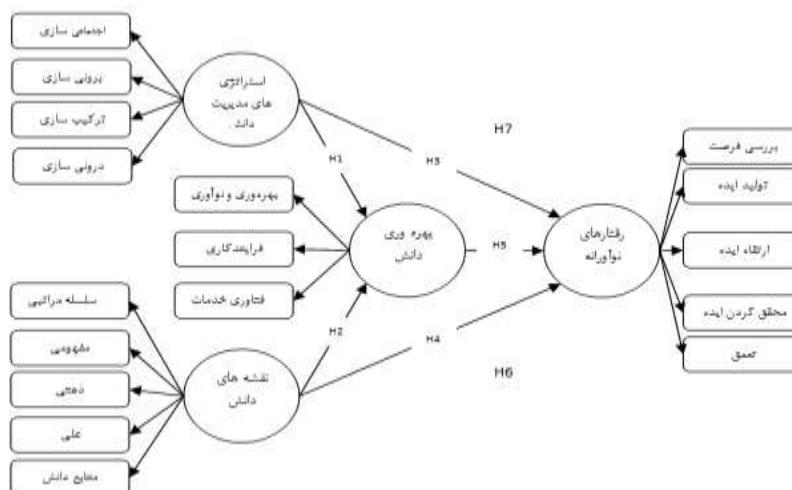 اجتماعی سازی
برونی سازی
ترکیب سازی
درونی سازی
استراتژی
های مدیریت
دانش
H7
H3
H1
بررسی فرصت
تولید ایده
ارتقاء ایده
محقق کردن ایده
تعمق
بهره‌وری و نوآوری
فرایندکاری
فناوری خدمات
بهره وری
دانش
H5
رفتارهای
نوآورانه
سلسله مراتبی
مفهومی
ذهنی
علی
منابع دانش
نقشه های
دانش
H2
H4
H6